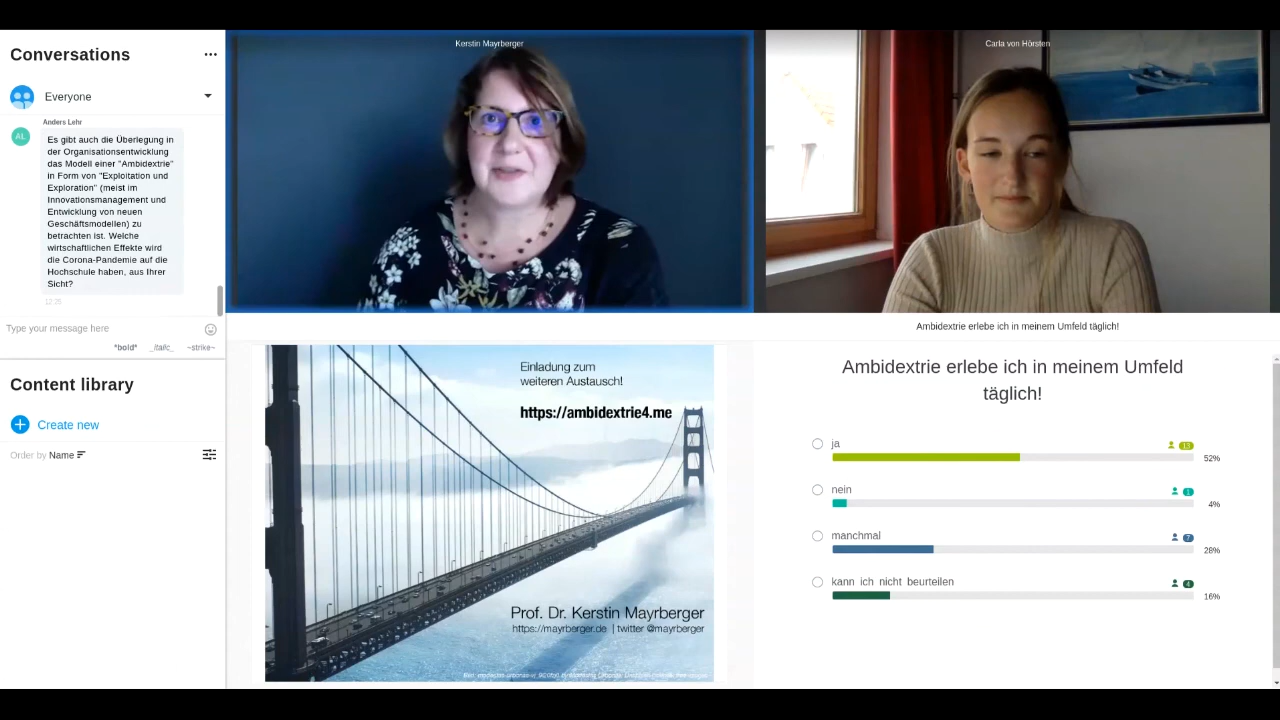 Conversations
Everyone
Anders Lehr
AL
Es gibt auch die Überlegung in
der Organisationsentwicklung
das Modell einer "Ambidextrie"
in Form von "Exploitation und
Exploration" (meist im
Innovationsmanagement und
Entwicklung von neuen
Geschäftsmodellen) zu
betrachten ist. Welche
wirtschaftlichen Effekte wird
die Corona-Pandemie auf die
Hochschule haben, aus Ihrer
Sicht?
Type your message here
*bold* _italic_ ~strike~
Content library
Create new
Order by Name
Kerstin Mayrberger
Carla von Hörsten
Einladung zum
weiteren Austausch!
https://ambidextrie4.me
Prof. Dr. Kerstin Mayrberger
https://mayrberger.de | twitter @mayrberger
Ambidextrie erlebe ich in meinem Umfeld täglich!
Ambidextrie erlebe ich in meinem Umfeld
täglich!
ja
13
52%
nein
1
4%
manchmal
7
28%
kann ich nicht beurteilen
4
16%